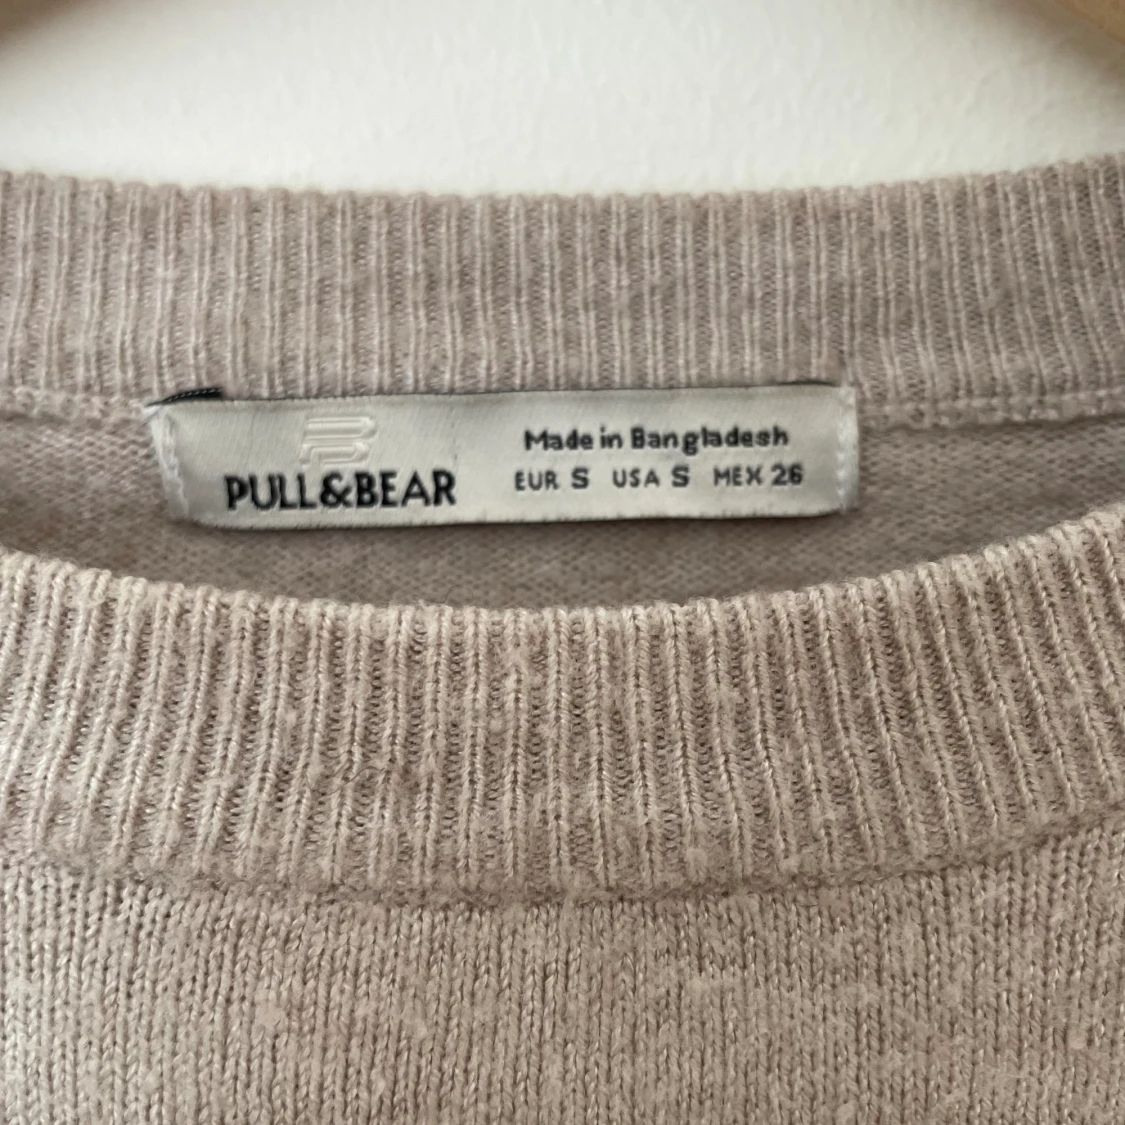 PULL&BEAR
Made in Bangladesh
EUR S USA S MEX 26